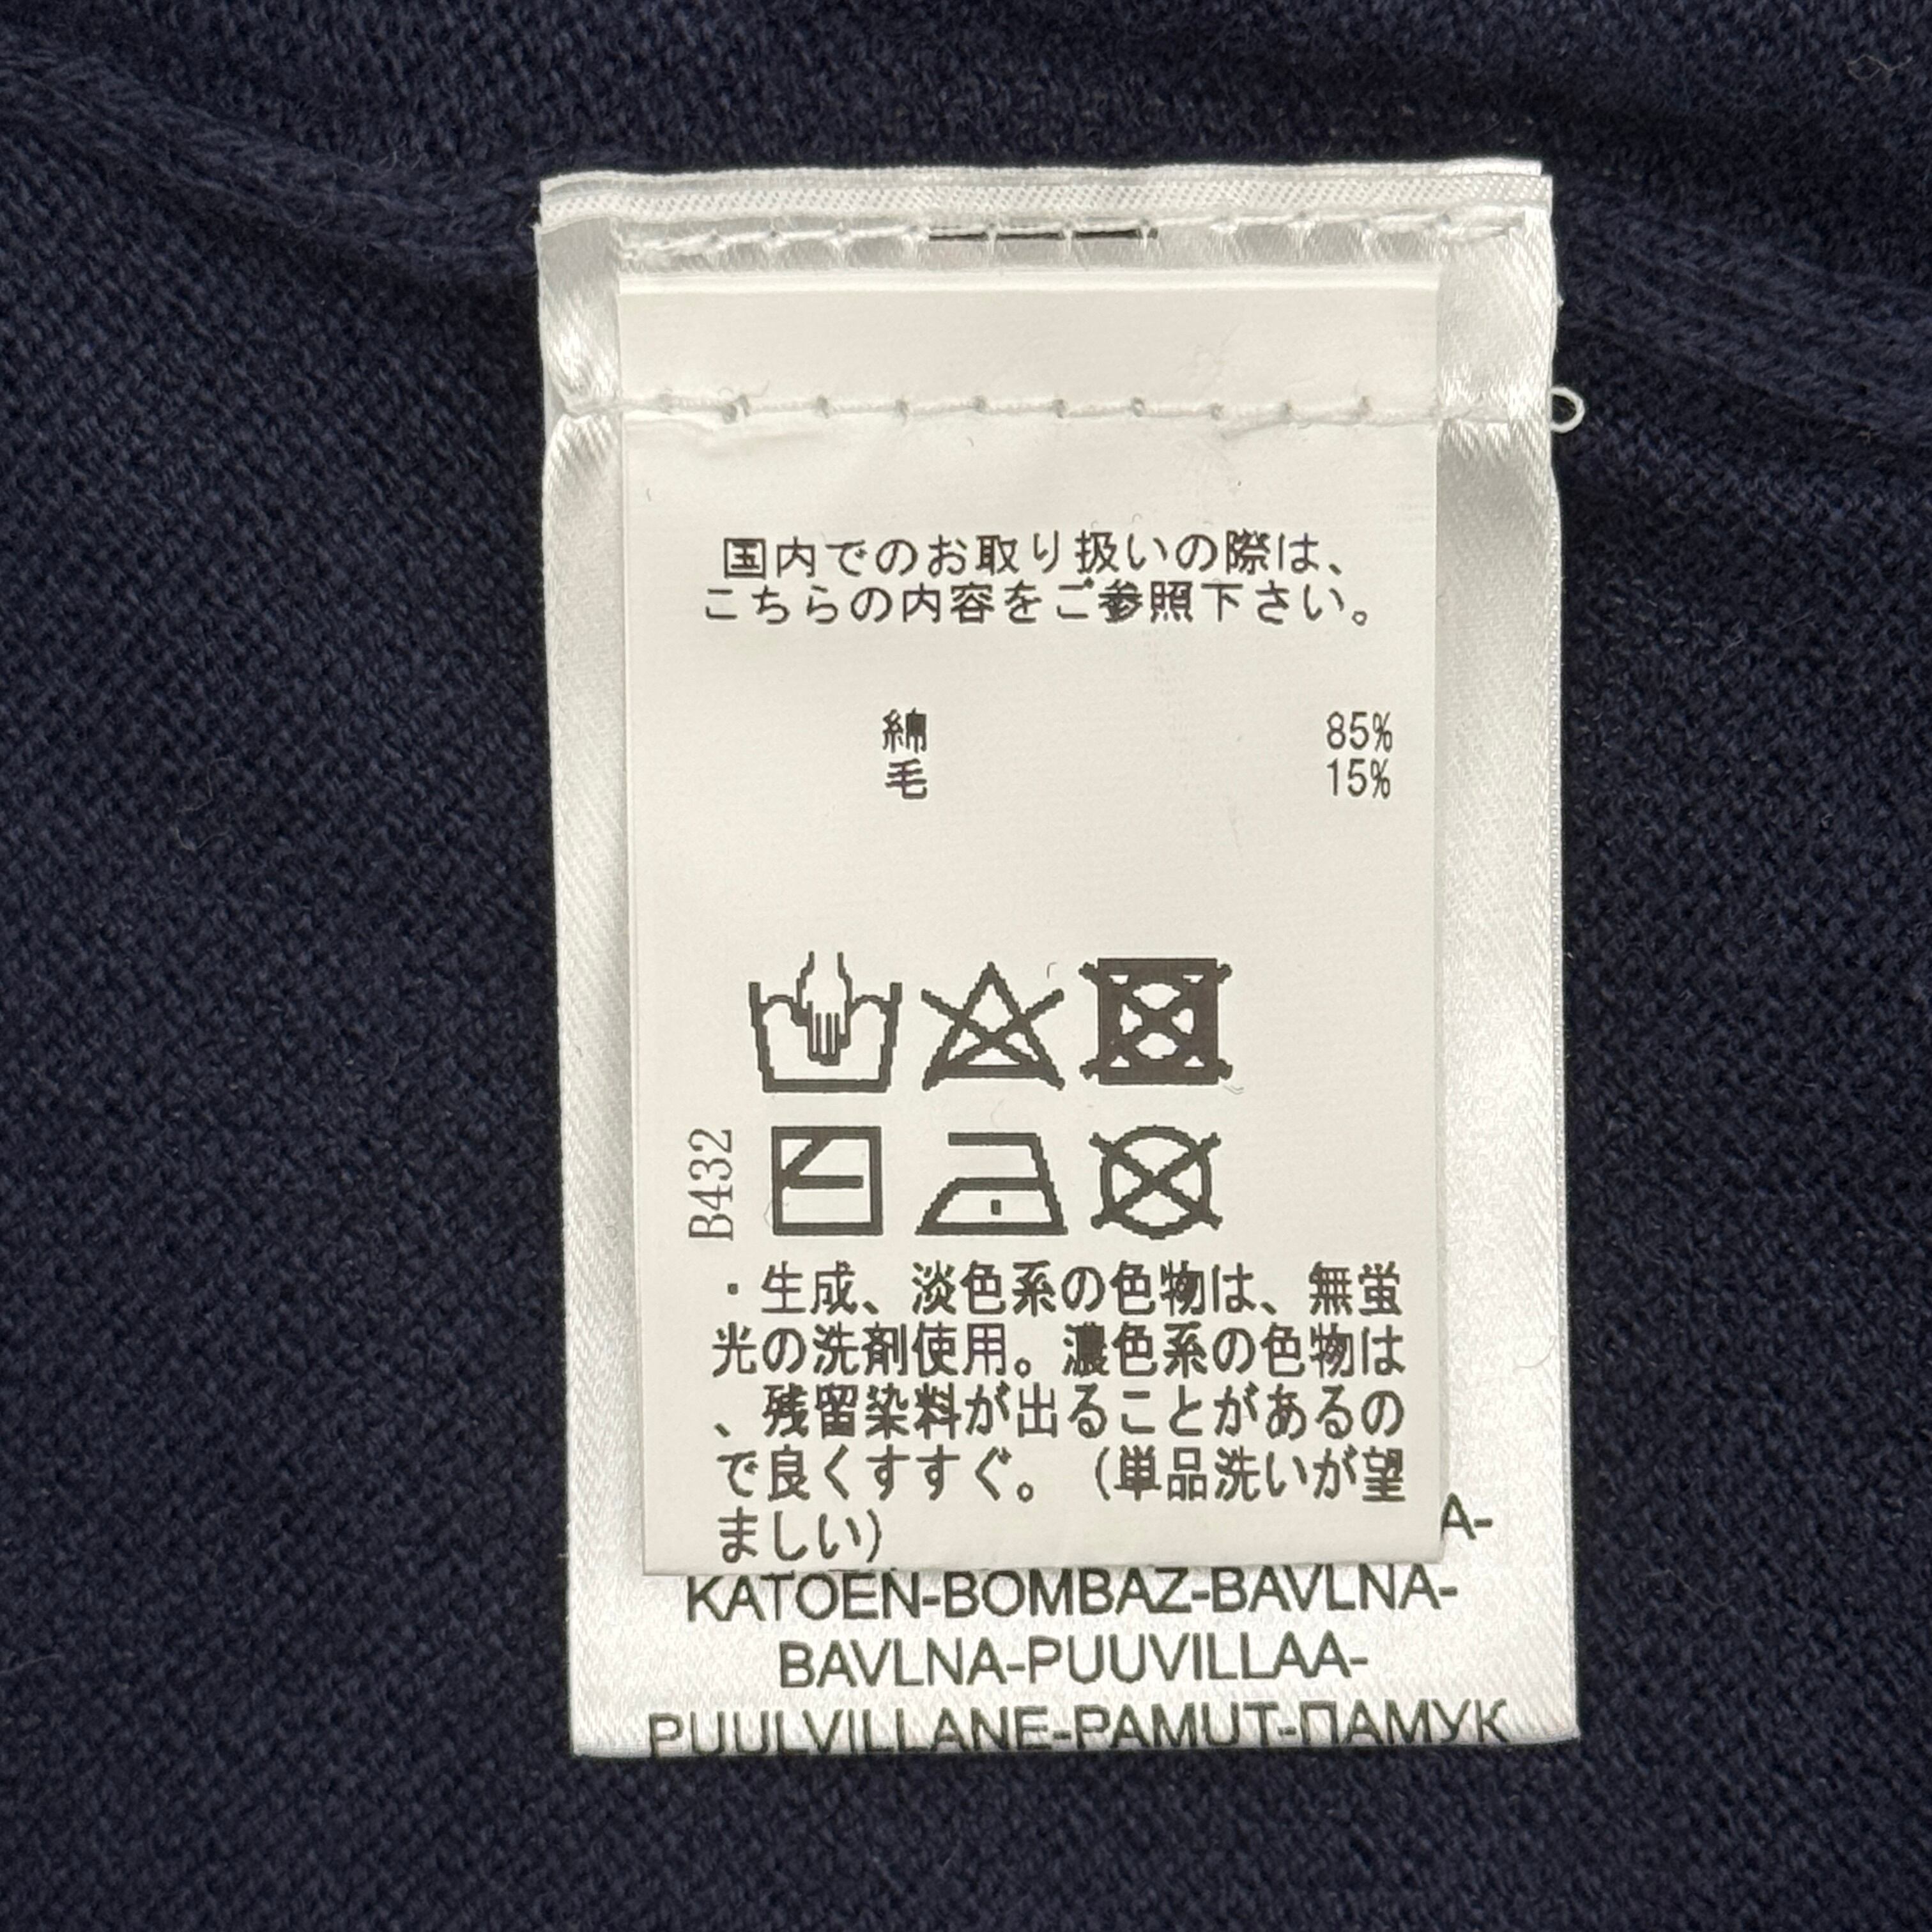 国内でのお取り扱いの際は、
こちらの内容をご参照下さい。
綿 85%
毛 15%
B432
・生成、淡色系の色物は、無蛍
光の洗剤使用。濃色系の色物は
、残留染料が出ることがあるの
で良くすすぐ。（単品洗いが望
ましい）
A-
KATOEN-BOMBAZ-BAVLNA-
BAVLNA-PUUVILLAA-
PUULVILLANE-PAMUT-ПАМУК